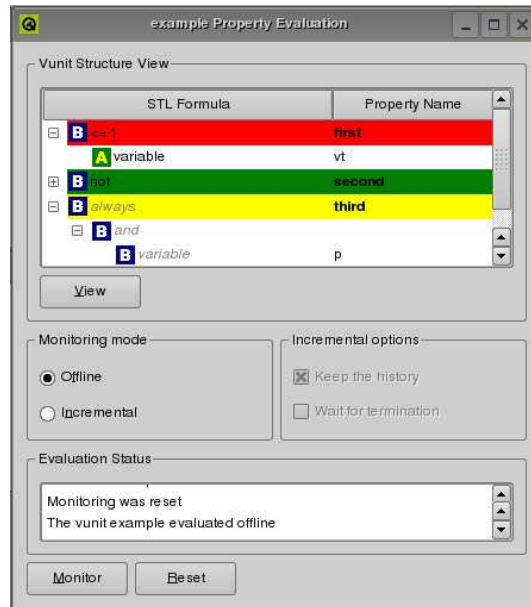 example Property Evaluation
Vunit Structure View
STL Formula Property Name
B <= 1 first
A variable vt
B not second
B always third
B and
B variable p
View
Monitoring mode Incremental options
Offline Keep the history
Incremental Wait for termination
Evaluation Status
Monitoring was reset
The vunit example evaluated offline
Monitor Reset